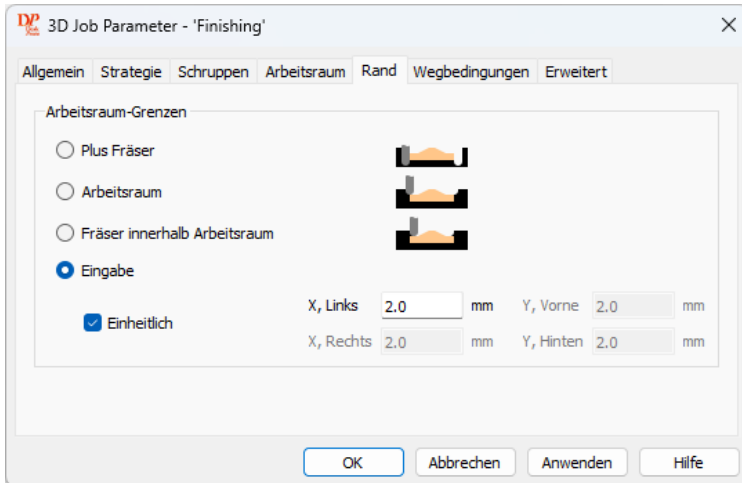 3D Job Parameter - 'Finishing'
Allgemein Strategie Schruppen Arbeitsraum Rand Wegbedingungen Erweitert
Arbeitsraum-Grenzen
Plus Fräser
Arbeitsraum
Fräser innerhalb Arbeitsraum
Eingabe
Einheitlich
X, Links 2.0 mm Y, Vorne 2.0 mm
X, Rechts 2.0 mm Y, Hinten 2.0 mm
OK Abbrechen Anwenden Hilfe